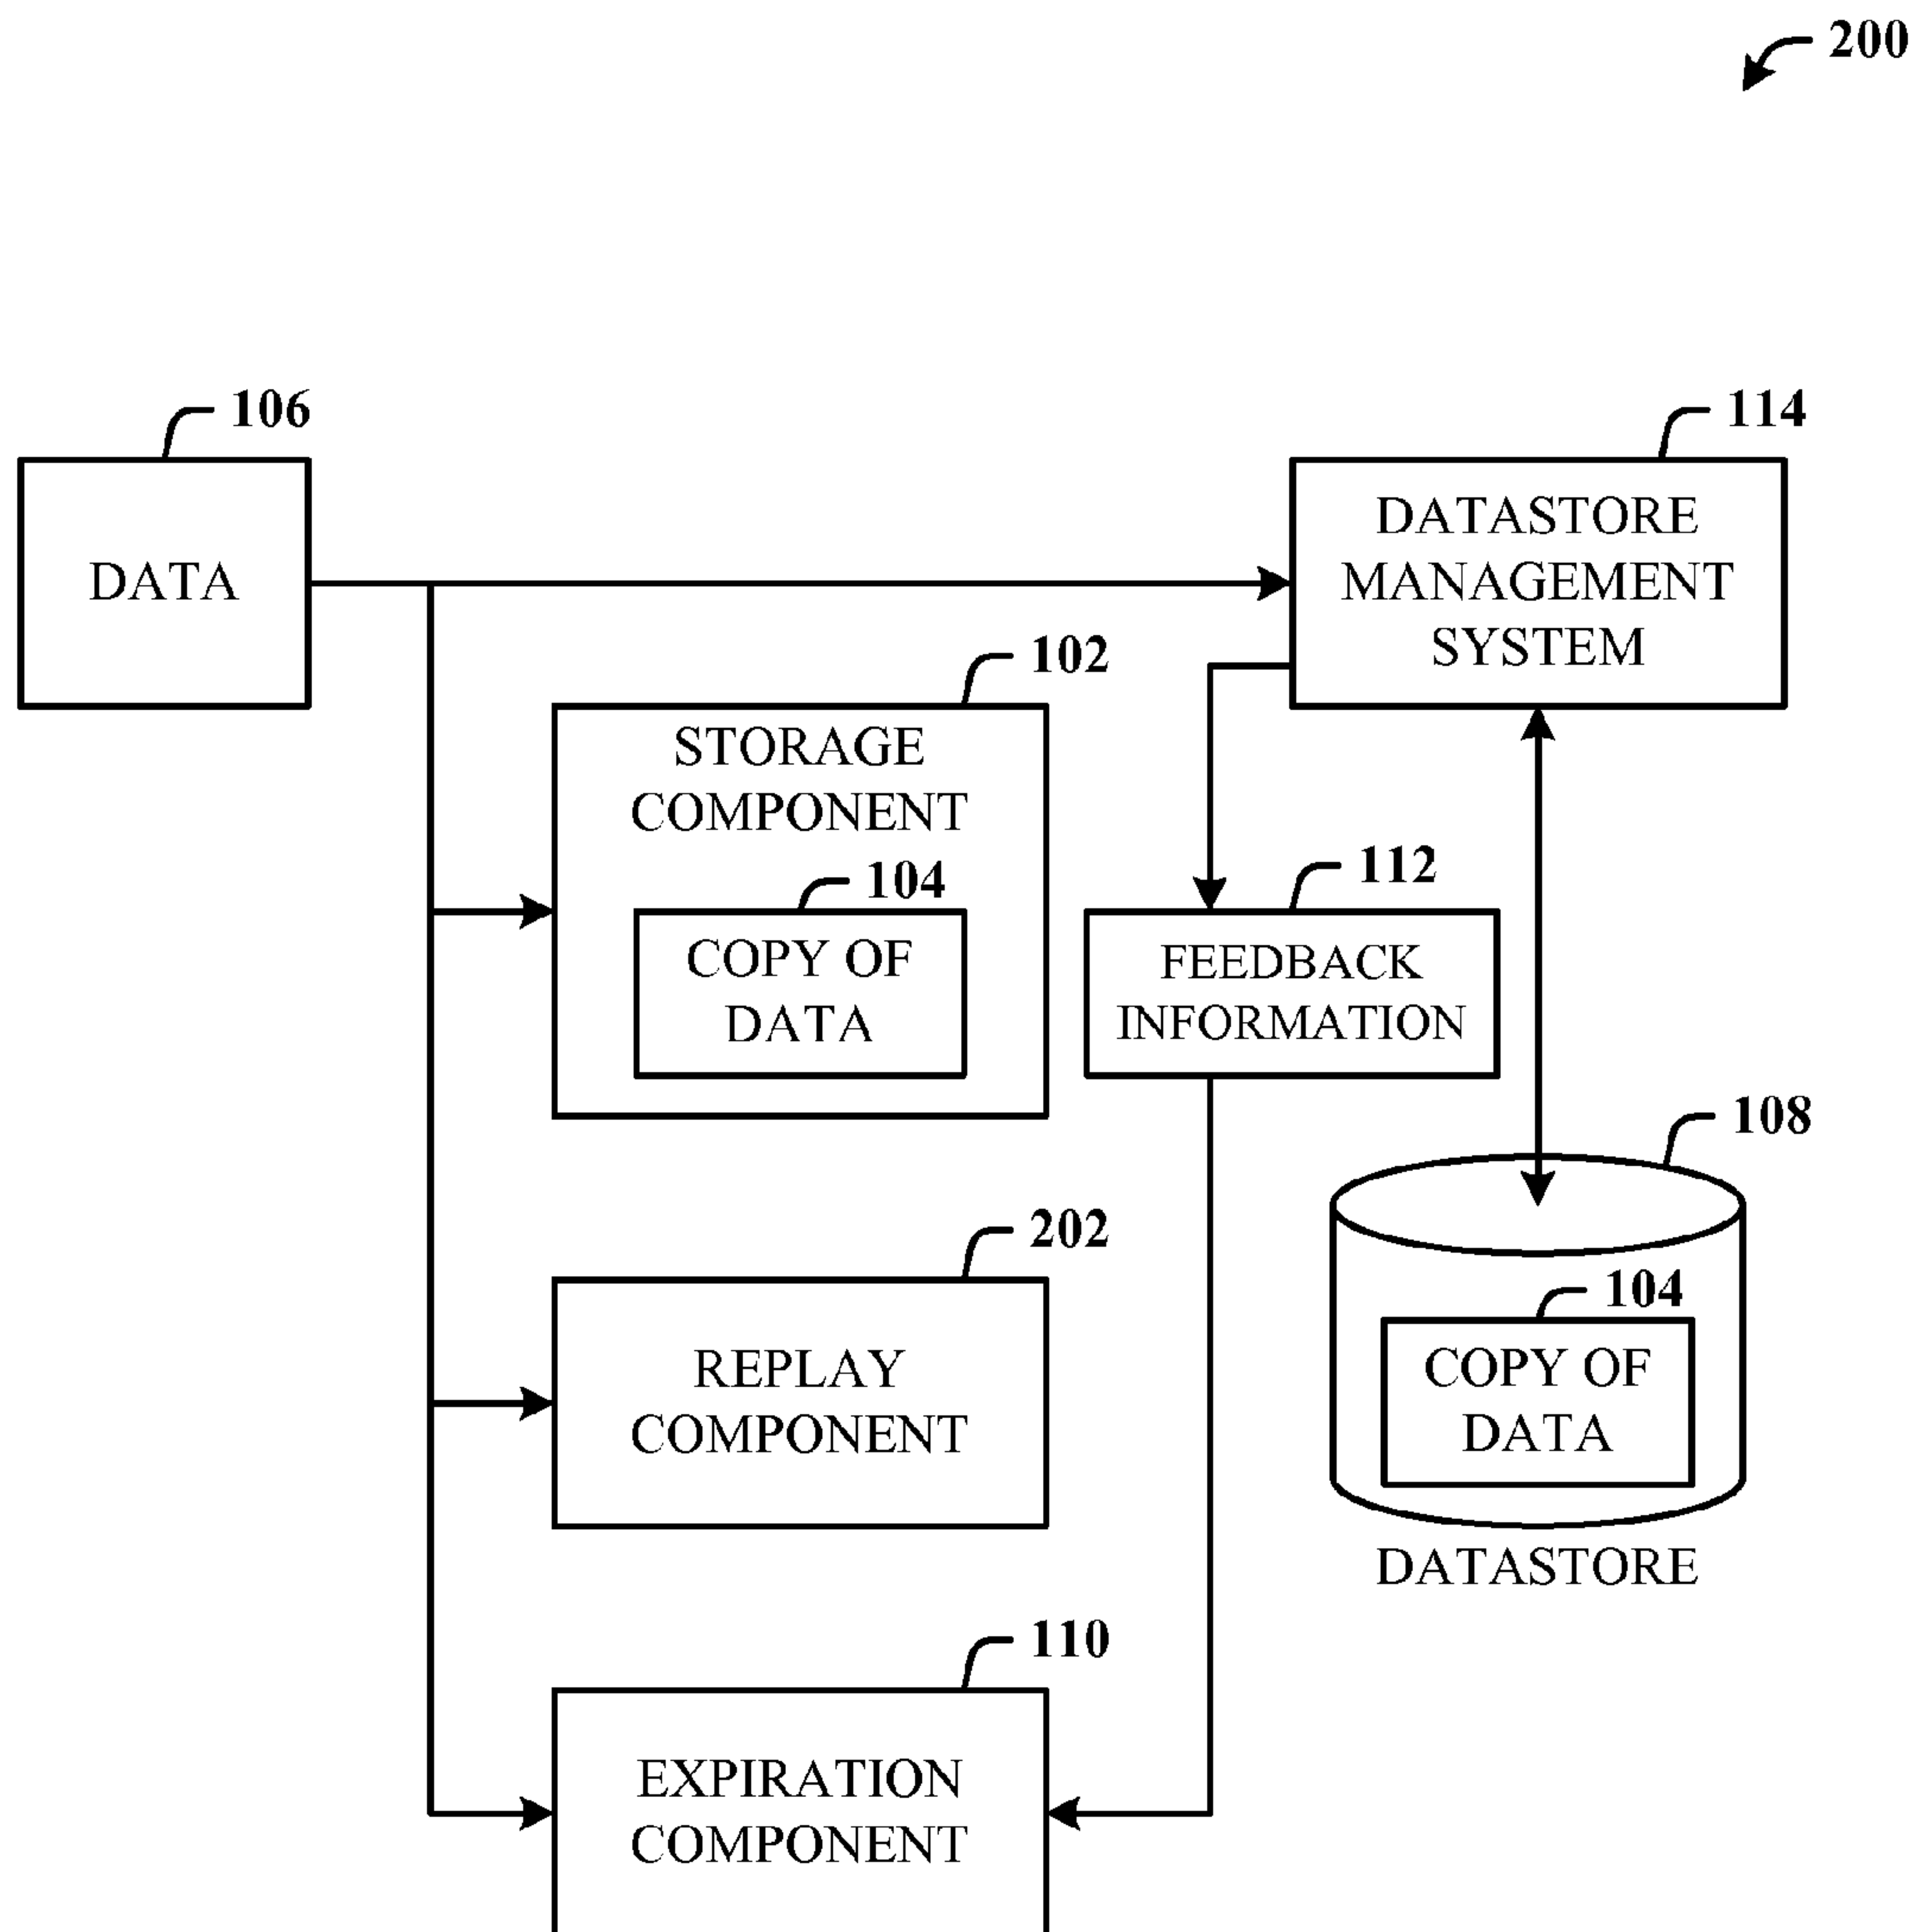 200
106
DATA
114
DATASTORE
MANAGEMENT
SYSTEM
102
STORAGE
COMPONENT
104
COPY OF
DATA
112
FEEDBACK
INFORMATION
108
104
COPY OF
DATA
DATASTORE
202
REPLAY
COMPONENT
110
EXPIRATION
COMPONENT